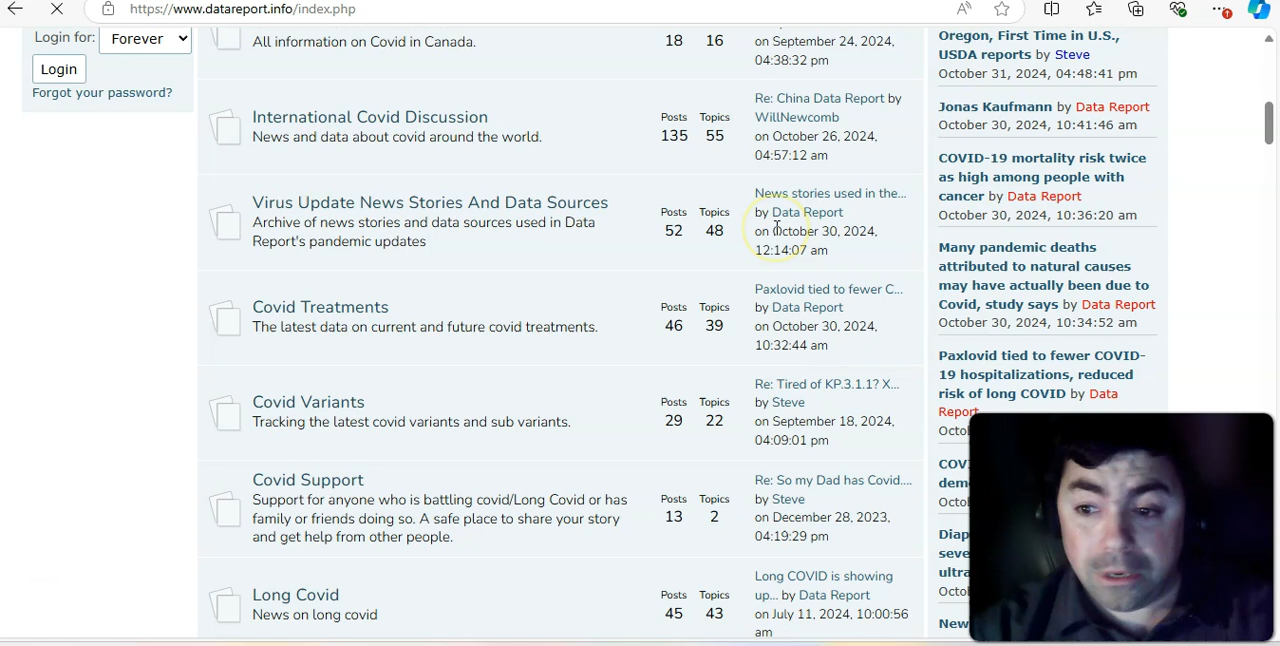 https://www.datareport.info/index.php
Login for: Forever
Login
Forgot your password?
All information on Covid in Canada.
18 16
on September 24, 2024,
04:38:32 pm
International Covid Discussion
News and data about covid around the world.
Posts Topics
135 55
Re: China Data Report by
WillNewcomb
on October 26, 2024,
04:57:12 am
Virus Update News Stories And Data Sources
Archive of news stories and data sources used in Data
Report's pandemic updates
Posts Topics
52 48
News stories used in the...
by Data Report
on October 30, 2024,
12:14:07 am
Covid Treatments
The latest data on current and future covid treatments.
Posts Topics
46 39
Paxlovid tied to fewer C...
by Data Report
on October 30, 2024,
10:32:44 am
Covid Variants
Tracking the latest covid variants and sub variants.
Posts Topics
29 22
Re: Tired of KP.3.1.1? X...
by Steve
on September 18, 2024,
04:09:01 pm
Covid Support
Support for anyone who is battling covid/Long Covid or has
family or friends doing so. A safe place to share your story
and get help from other people.
Posts Topics
13 2
Re: So my Dad has Covid....
by Steve
on December 28, 2023,
04:19:29 pm
Long Covid
News on long covid
Posts Topics
45 43
Long COVID is showing
up... by Data Report
on July 11, 2024, 10:00:56
am
Oregon, First Time in U.S.,
USDA reports by Steve
October 31, 2024, 04:48:41 pm
Jonas Kaufmann by Data Report
October 30, 2024, 10:41:46 am
COVID-19 mortality risk twice
as high among people with
cancer by Data Report
October 30, 2024, 10:36:20 am
Many pandemic deaths
attributed to natural causes
may have actually been due to
Covid, study says by Data Report
October 30, 2024, 10:34:52 am
Paxlovid tied to fewer COVID-
19 hospitalizations, reduced
risk of long COVID by Data
Report
New